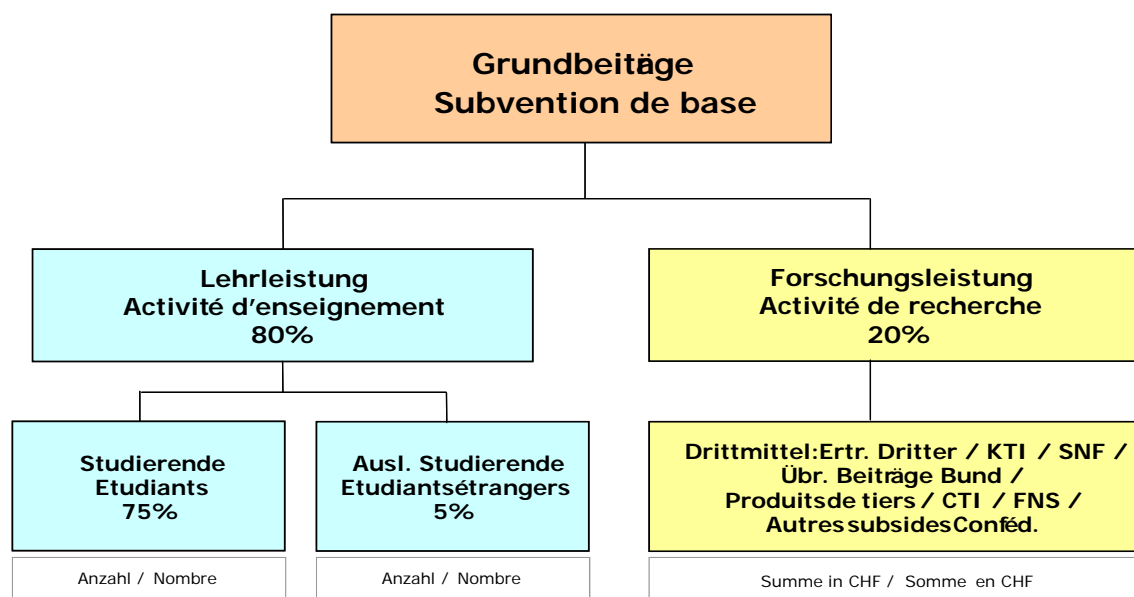 Grundbeiträge
Subvention de base
Lehrleistung
Activité d'enseignement
80%
Forschungsleistung
Activité de recherche
20%
Studierende
Etudiants
75%
Ausl. Studierende
Etudiantsétrangers
5%
Drittmittel:Ertr. Dritter / KTI / SNF /
Übr. Beiträge Bund /
Produitsde tiers / CTI / FNS /
AutressubsidesConféd.
Anzahl / Nombre
Anzahl / Nombre
Summe in CHF / Somme en CHF